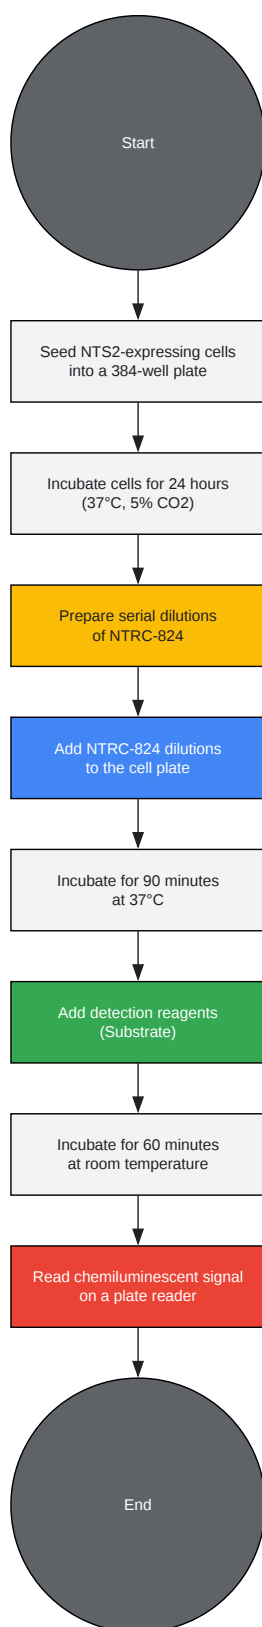 Start
Seed NTS2-expressing cells
into a 384-well plate
Incubate cells for 24 hours
(37°C, 5% CO2)
Prepare serial dilutions
of NTRC-824
Add NTRC-824 dilutions
to the cell plate
Incubate for 90 minutes
at 37°C
Add detection reagents
(Substrate)
Incubate for 60 minutes
at room temperature
Read chemiluminescent signal
on a plate reader
End